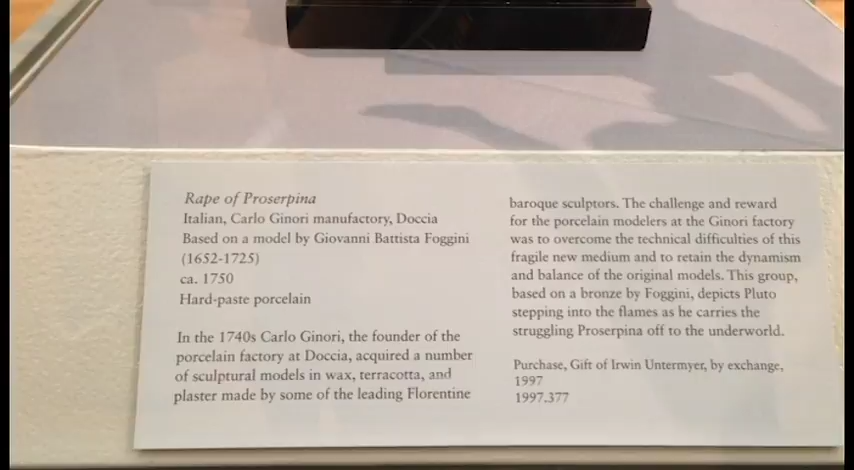 Rape of Proserpina
Italian, Carlo Ginori manufactory, Doccia
Based on a model by Giovanni Battista Foggini
(1652-1725)
ca. 1750
Hard-paste porcelain
In the 1740s Carlo Ginori, the founder of the
porcelain factory at Doccia, acquired a number
of sculptural models in wax, terracotta, and
plaster made by some of the leading Florentine
baroque sculptors. The challenge and reward
for the porcelain modelers at the Ginori factory
was to overcome the technical difficulties of this
fragile new medium and to retain the dynamism
and balance of the original models. This group,
based on a bronze by Foggini, depicts Pluto
stepping into the flames as he carries the
struggling Proserpina off to the underworld.
Purchase, Gift of Irwin Untermyer, by exchange,
1997
1997.377